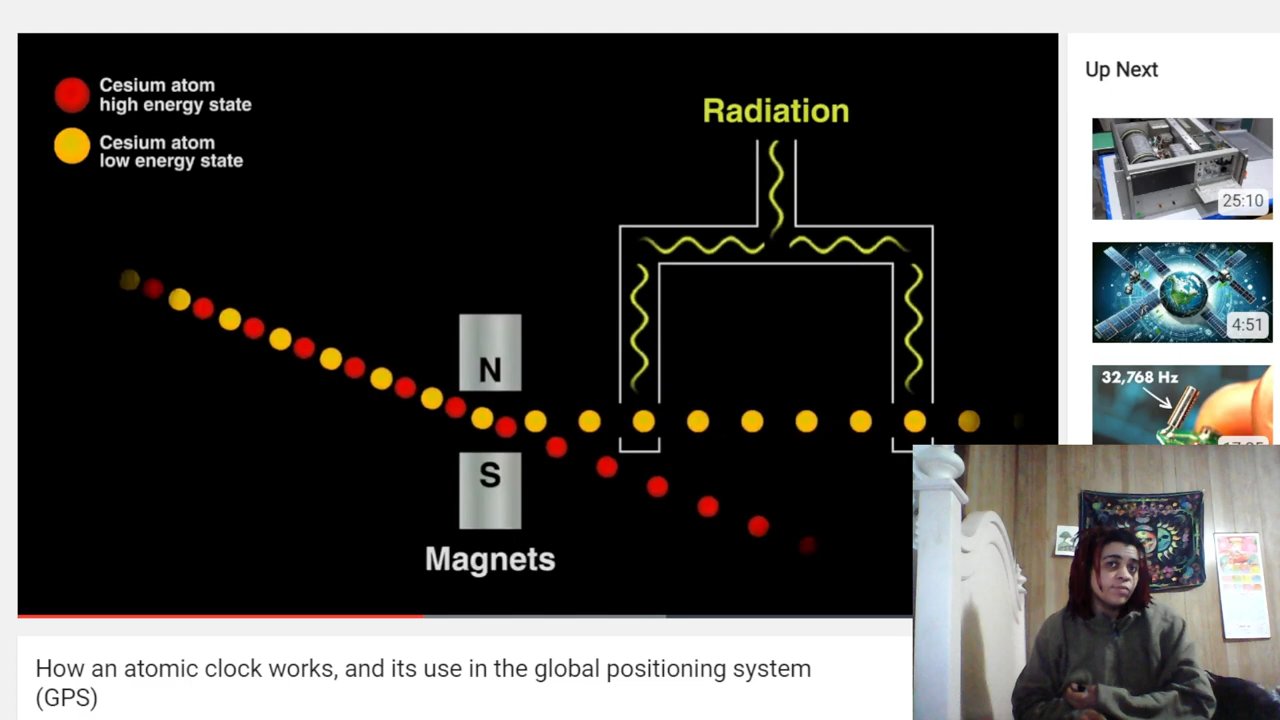 Cesium atom
high energy state
Cesium atom
low energy state
Radiation
N
S
Magnets
How an atomic clock works, and its use in the global positioning system
(GPS)
Up Next
25:10
4:51
32,768 Hz